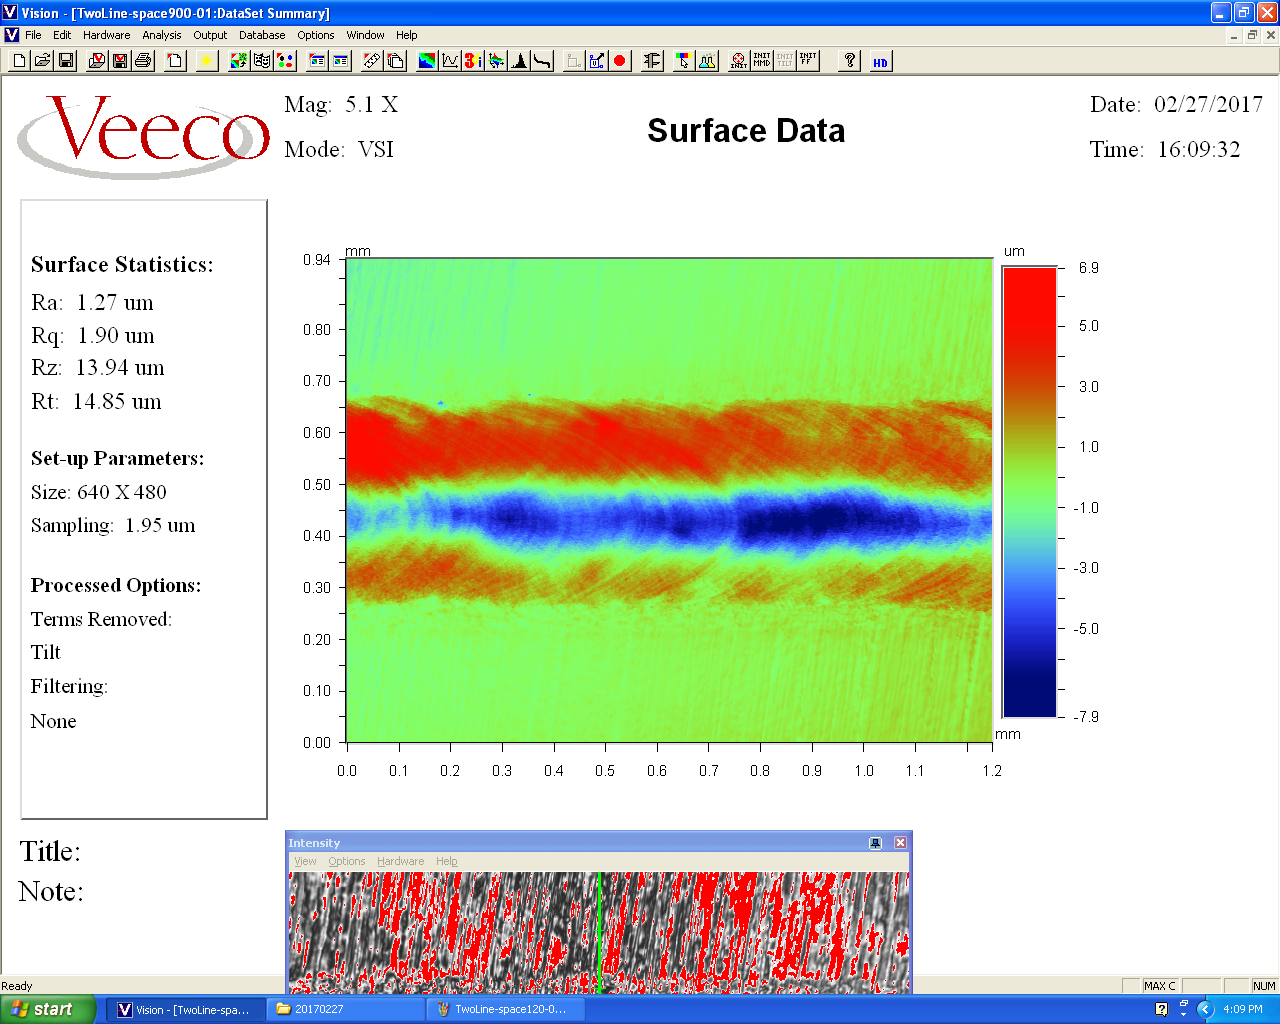 Vision - [TwoLine-space900-01:DataSet Summary]
File Edit Hardware Analysis Output Database Options Window Help
INIT INIT MMD INIT TILT INIT FF ? HD
Veeco
Mag: 5.1 X
Mode: VSI
Surface Data
Date: 02/27/2017
Time: 16:09:32
Surface Statistics:
Ra: 1.27 um
Rq: 1.90 um
Rz: 13.94 um
Rt: 14.85 um
Set-up Parameters:
Size: 640 X 480
Sampling: 1.95 um
Processed Options:
Terms Removed:
Tilt
Filtering:
None
mm
0.94
0.80
0.70
0.60
0.50
0.40
0.30
0.20
0.10
0.00
0.0 0.1 0.2 0.3 0.4 0.5 0.6 0.7 0.8 0.9 1.0 1.1 1.2
mm
um
6.9
5.0
3.0
1.0
-1.0
-3.0
-5.0
-7.9
Title:
Note:
Intensity
View Options Hardware Help
Ready
MAX C NUM
start
Vision - [TwoLine-spa...
20170227
TwoLine-space120-0...
4:09 PM